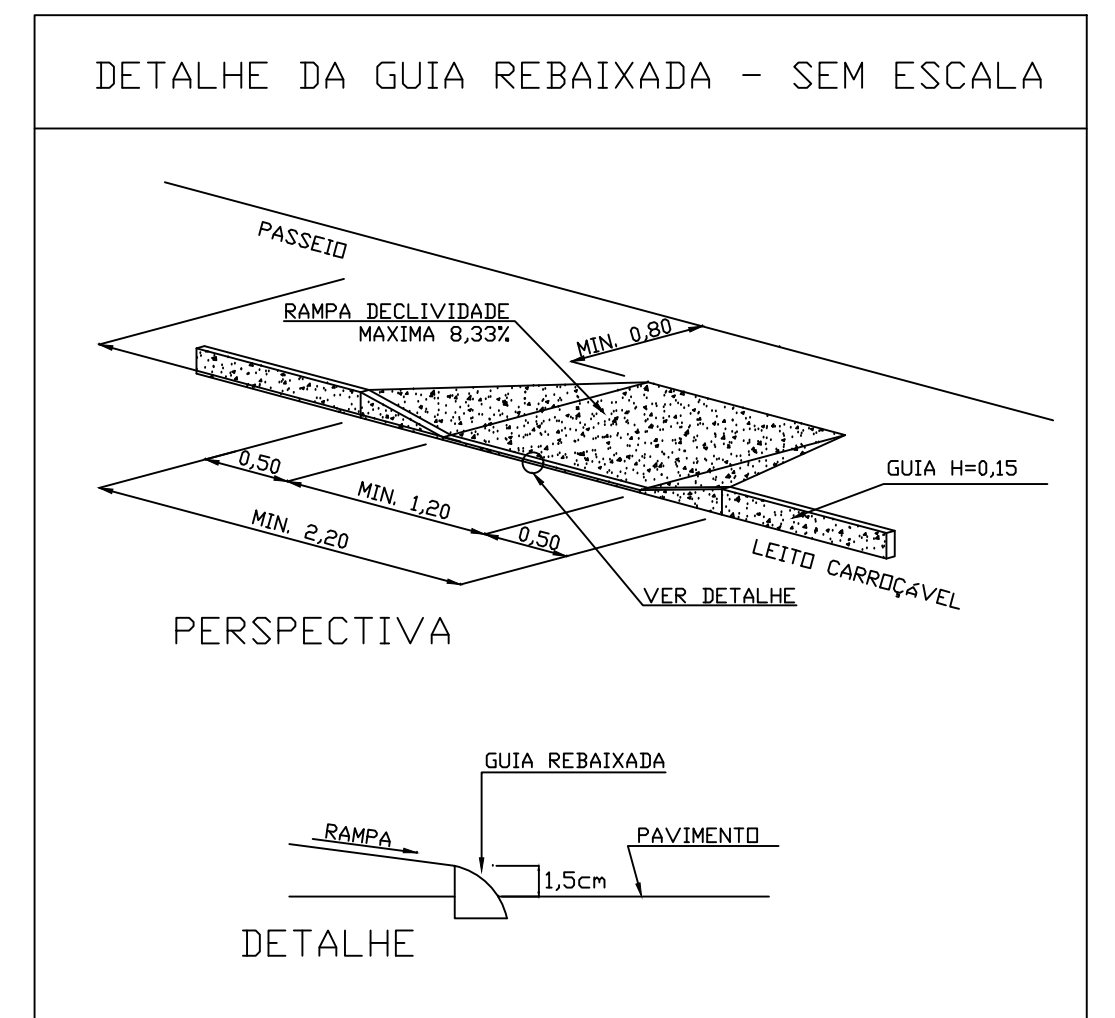 DETALHE DA GUIA REBAIXADA - SEM ESCALA
PASSEIO
RAMPA DECLIVIDADE
MAXIMA 8,33%
MIN. 0,80
GUIA H=0,15
0,50
MIN. 1,20
0,50
MIN. 2,20
LEITO CARROÇáVEL
VER DETALHE
PERSPECTIVA
GUIA REBAIXADA
RAMPA
PAVIMENTO
1,5cm
DETALHE